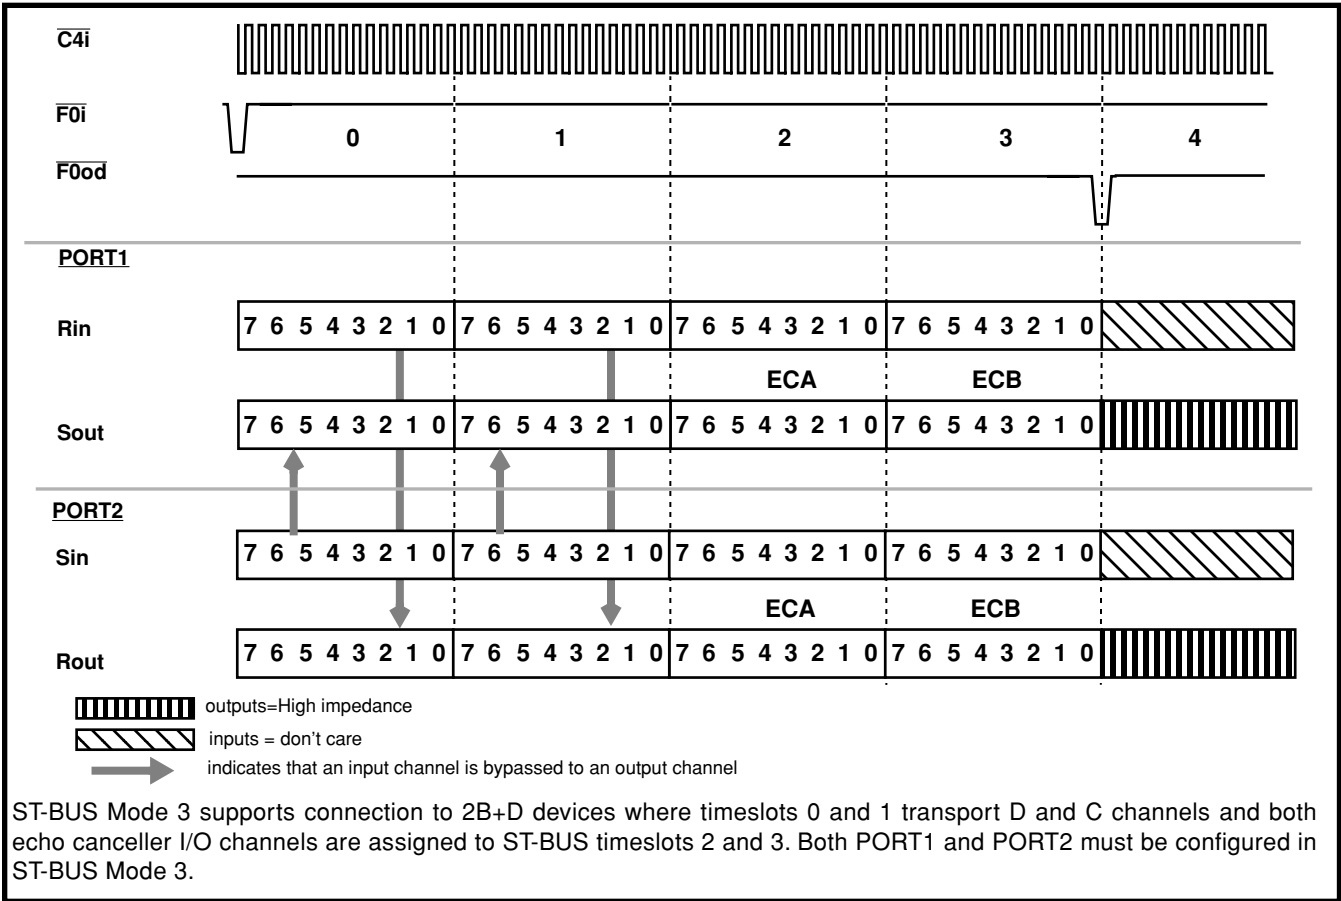 C4i
F0i
0 1 2 3 4
F0od
PORT1
Rin 7 6 5 4 3 2 1 0 7 6 5 4 3 2 1 0 7 6 5 4 3 2 1 0 7 6 5 4 3 2 1 0
ECA ECB
Sout 7 6 5 4 3 2 1 0 7 6 5 4 3 2 1 0 7 6 5 4 3 2 1 0 7 6 5 4 3 2 1 0
PORT2
Sin 7 6 5 4 3 2 1 0 7 6 5 4 3 2 1 0 7 6 5 4 3 2 1 0 7 6 5 4 3 2 1 0
ECA ECB
Rout 7 6 5 4 3 2 1 0 7 6 5 4 3 2 1 0 7 6 5 4 3 2 1 0 7 6 5 4 3 2 1 0
outputs=High impedance
inputs = don't care
indicates that an input channel is bypassed to an output channel
ST-BUS Mode 3 supports connection to 2B+D devices where timeslots 0 and 1 transport D and C channels and both
echo canceller I/O channels are assigned to ST-BUS timeslots 2 and 3. Both PORT1 and PORT2 must be configured in
ST-BUS Mode 3.